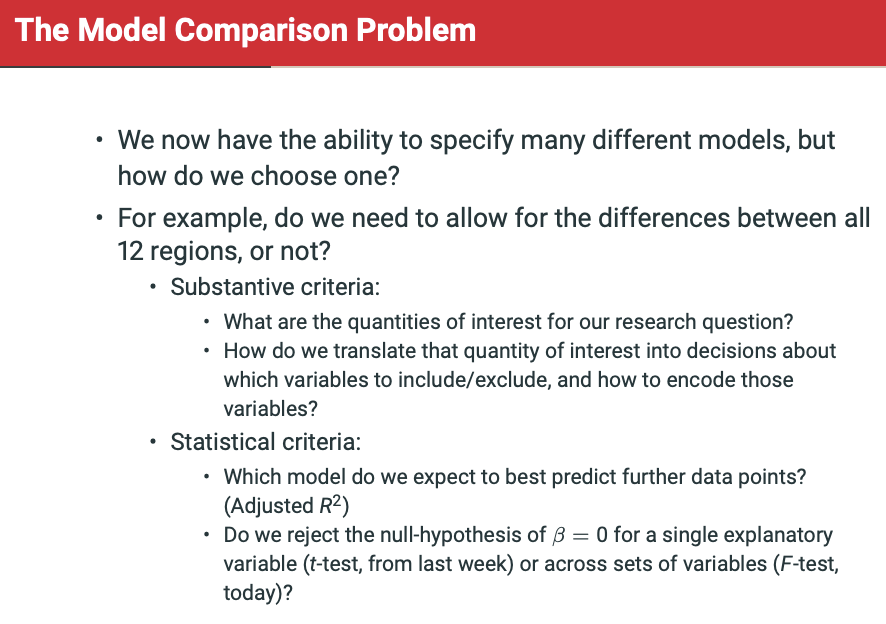 The Model Comparison Problem
• We now have the ability to specify many different models, but
how do we choose one?
• For example, do we need to allow for the differences between all
12 regions, or not?
• Substantive criteria:
• What are the quantities of interest for our research question?
• How do we translate that quantity of interest into decisions about
which variables to include/exclude, and how to encode those
variables?
• Statistical criteria:
• Which model do we expect to best predict further data points?
(Adjusted R²)
• Do we reject the null-hypothesis of β = 0 for a single explanatory
variable (t-test, from last week) or across sets of variables (F-test,
today)?